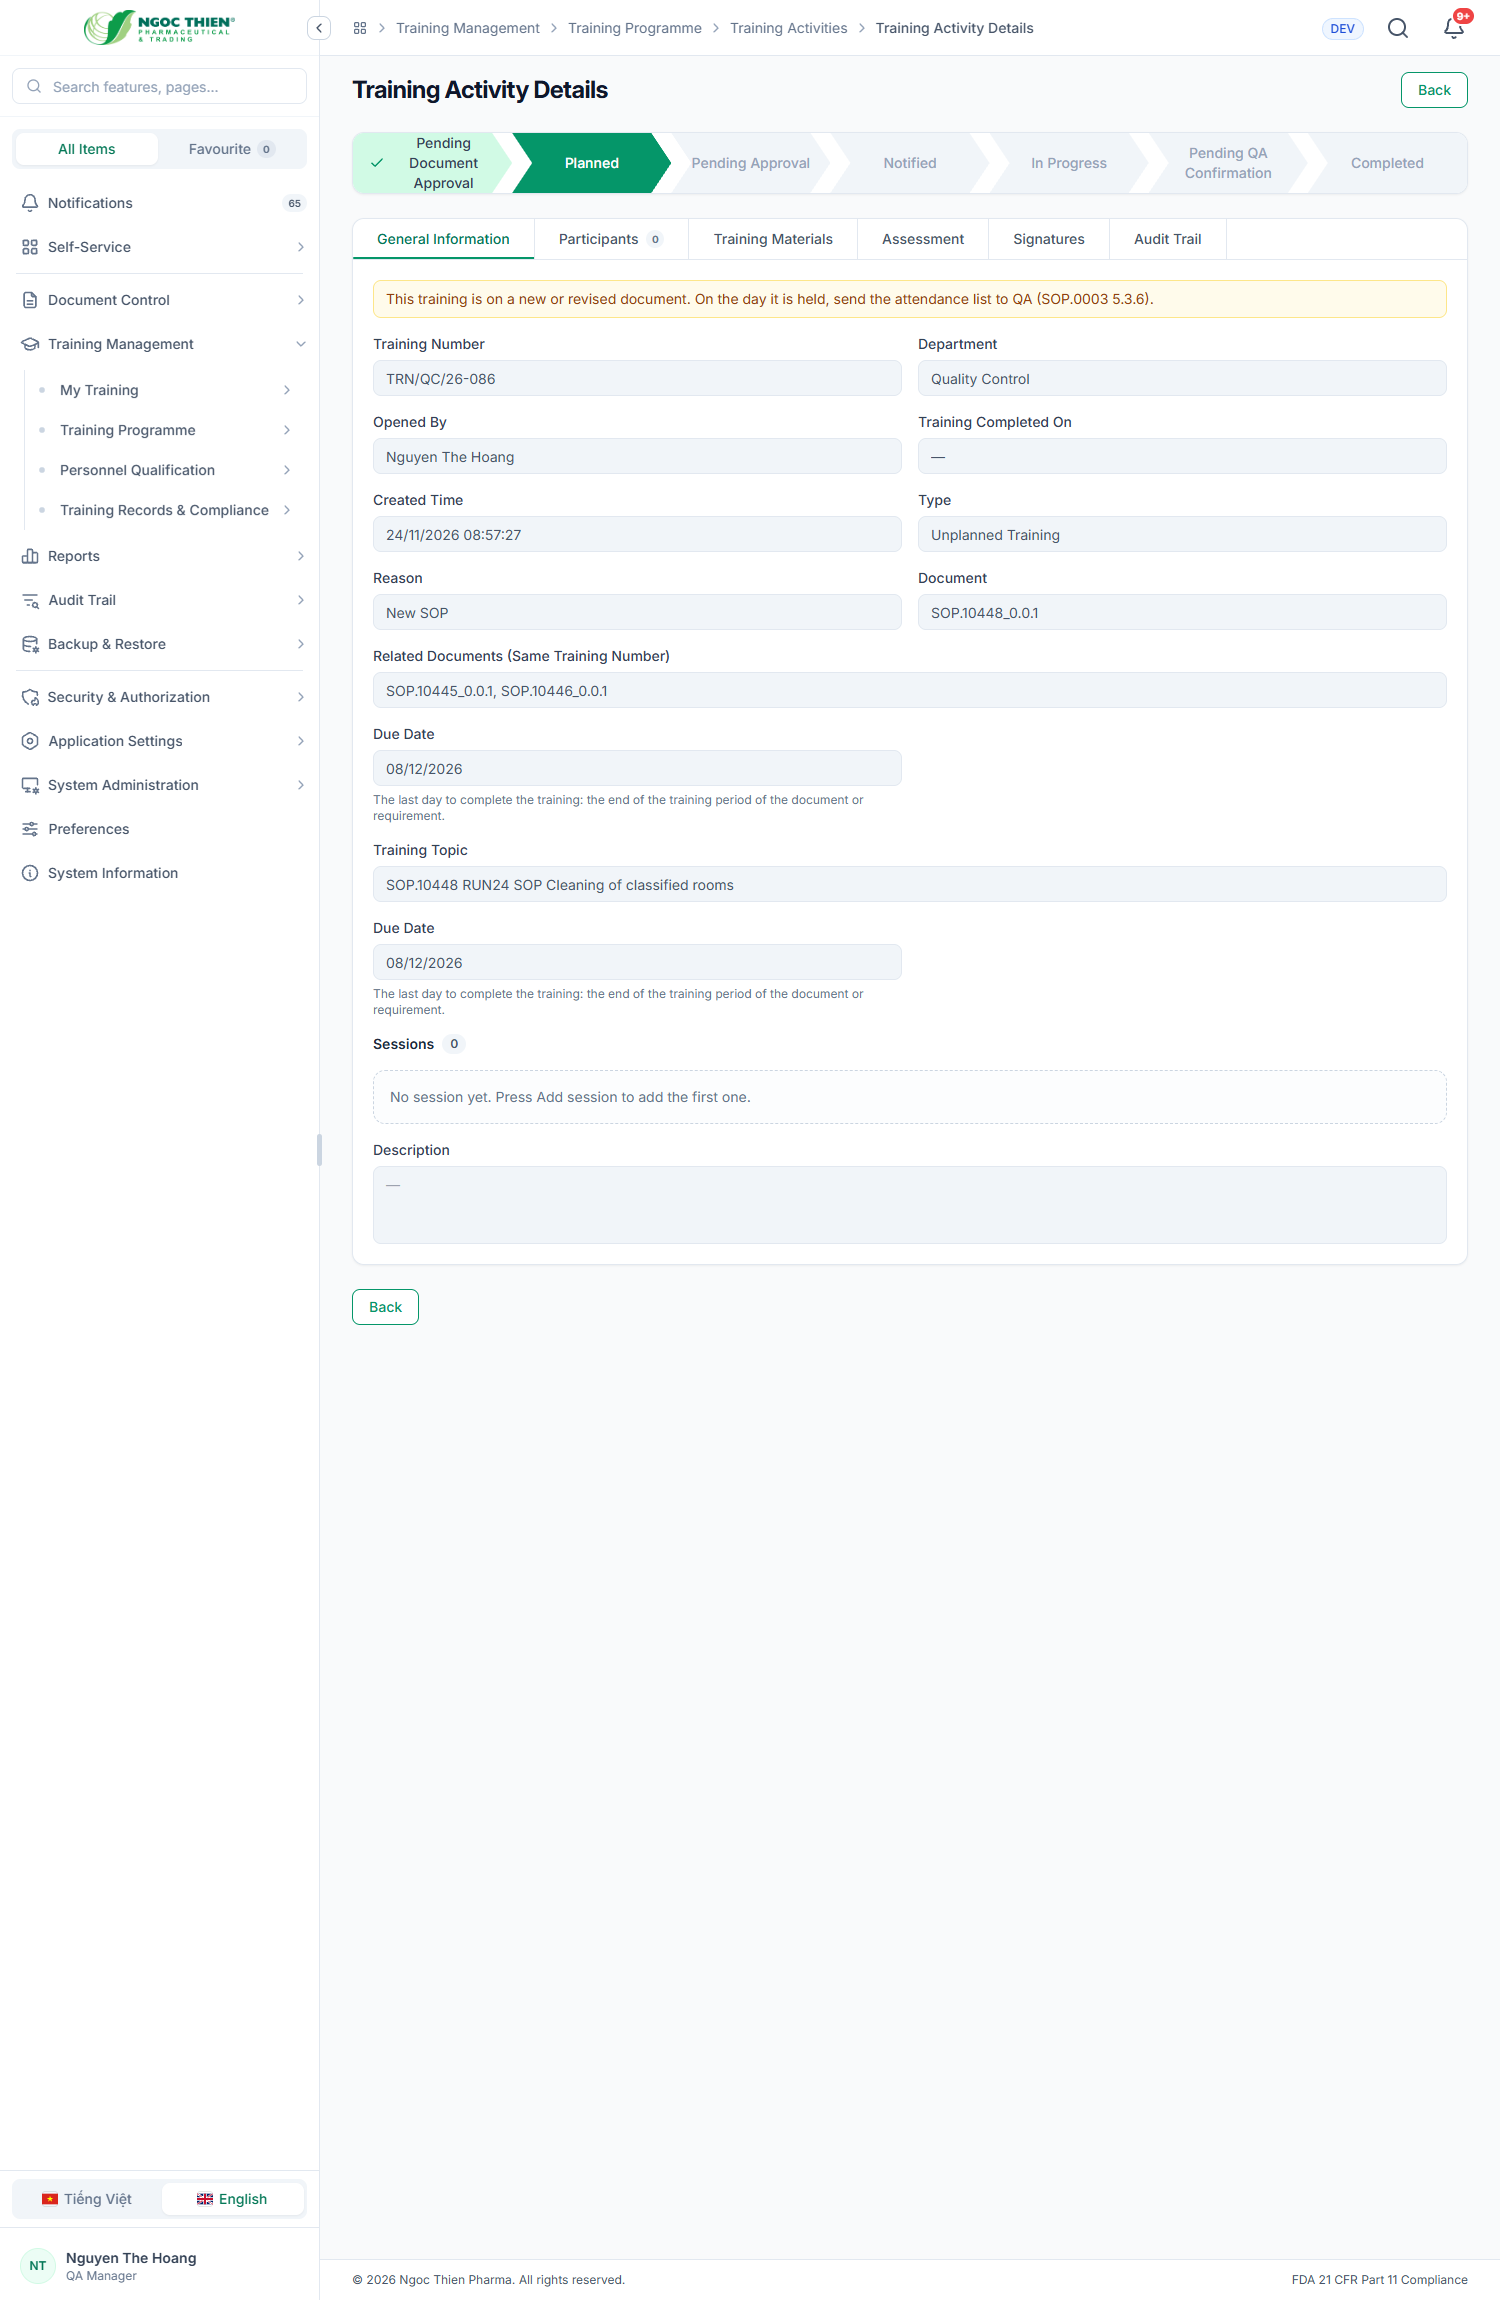 NGOC THIEN®
PHARMACEUTICAL
& TRADING
Training Management
Training Programme
Training Activities
Training Activity Details
DEV
9+
Search features, pages...
All Items
Favourite 0
Notifications 65
Self-Service
Document Control
Training Management
My Training
Training Programme
Personnel Qualification
Training Records & Compliance
Reports
Audit Trail
Backup & Restore
Security & Authorization
Application Settings
System Administration
Preferences
System Information
Tiếng Việt
English
NT
Nguyen The Hoang
QA Manager
Training Activity Details
Back
Pending
Document
Approval
Planned
Pending Approval
Notified
In Progress
Pending QA
Confirmation
Completed
General Information
Participants 0
Training Materials
Assessment
Signatures
Audit Trail
This training is on a new or revised document. On the day it is held, send the attendance list to QA (SOP.0003 5.3.6).
Training Number
TRN/QC/26-086
Department
Quality Control
Opened By
Nguyen The Hoang
Training Completed On
—
Created Time
24/11/2026 08:57:27
Type
Unplanned Training
Reason
New SOP
Document
SOP.10448_0.0.1
Related Documents (Same Training Number)
SOP.10445_0.0.1, SOP.10446_0.0.1
Due Date
08/12/2026
The last day to complete the training: the end of the training period of the document or
requirement.
Training Topic
SOP.10448 RUN24 SOP Cleaning of classified rooms
Due Date
08/12/2026
The last day to complete the training: the end of the training period of the document or
requirement.
Sessions 0
No session yet. Press Add session to add the first one.
Description
—
Back
© 2026 Ngoc Thien Pharma. All rights reserved.
FDA 21 CFR Part 11 Compliance